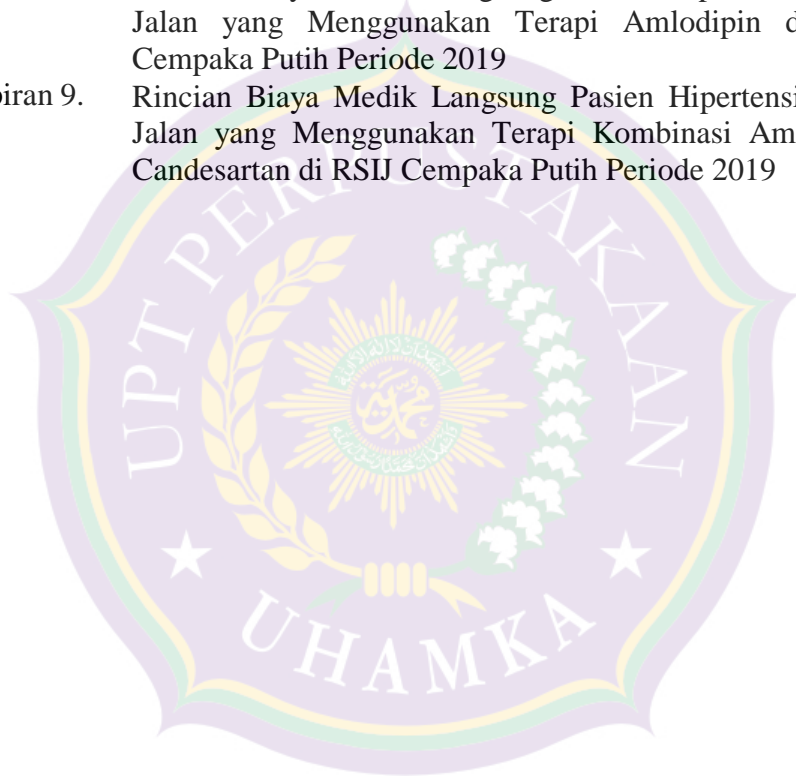 Jalan yang Menggunakan Terapi Amlodipin d
Cempaka Putih Periode 2019
piran 9. Rincian Biaya Medik Langsung Pasien Hipertensi
Jalan yang Menggunakan Terapi Kombinasi Am
Candesartan di RSIJ Cempaka Putih Periode 2019
UPT PERPUSTAKAAN
UHAMKA